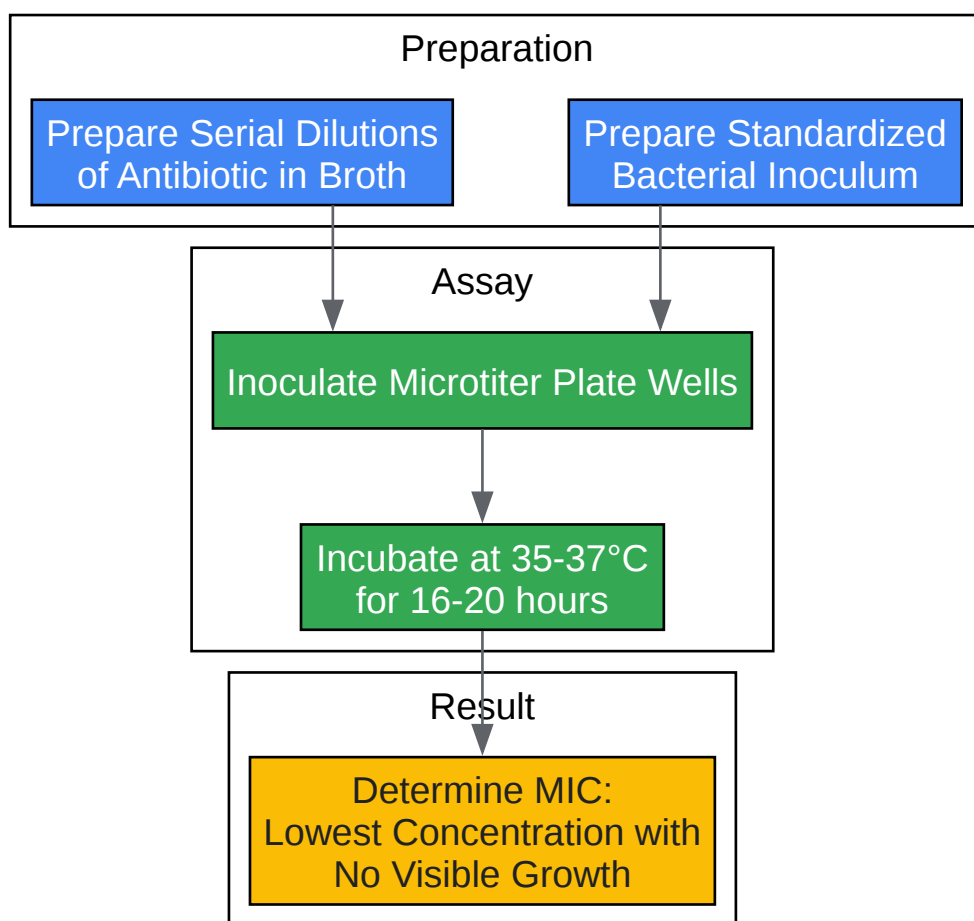 Preparation
Prepare Serial Dilutions
of Antibiotic in Broth
Prepare Standardized
Bacterial Inoculum
Assay
Inoculate Microtiter Plate Wells
Incubate at 35-37°C
for 16-20 hours
Result
Determine MIC:
Lowest Concentration with
No Visible Growth